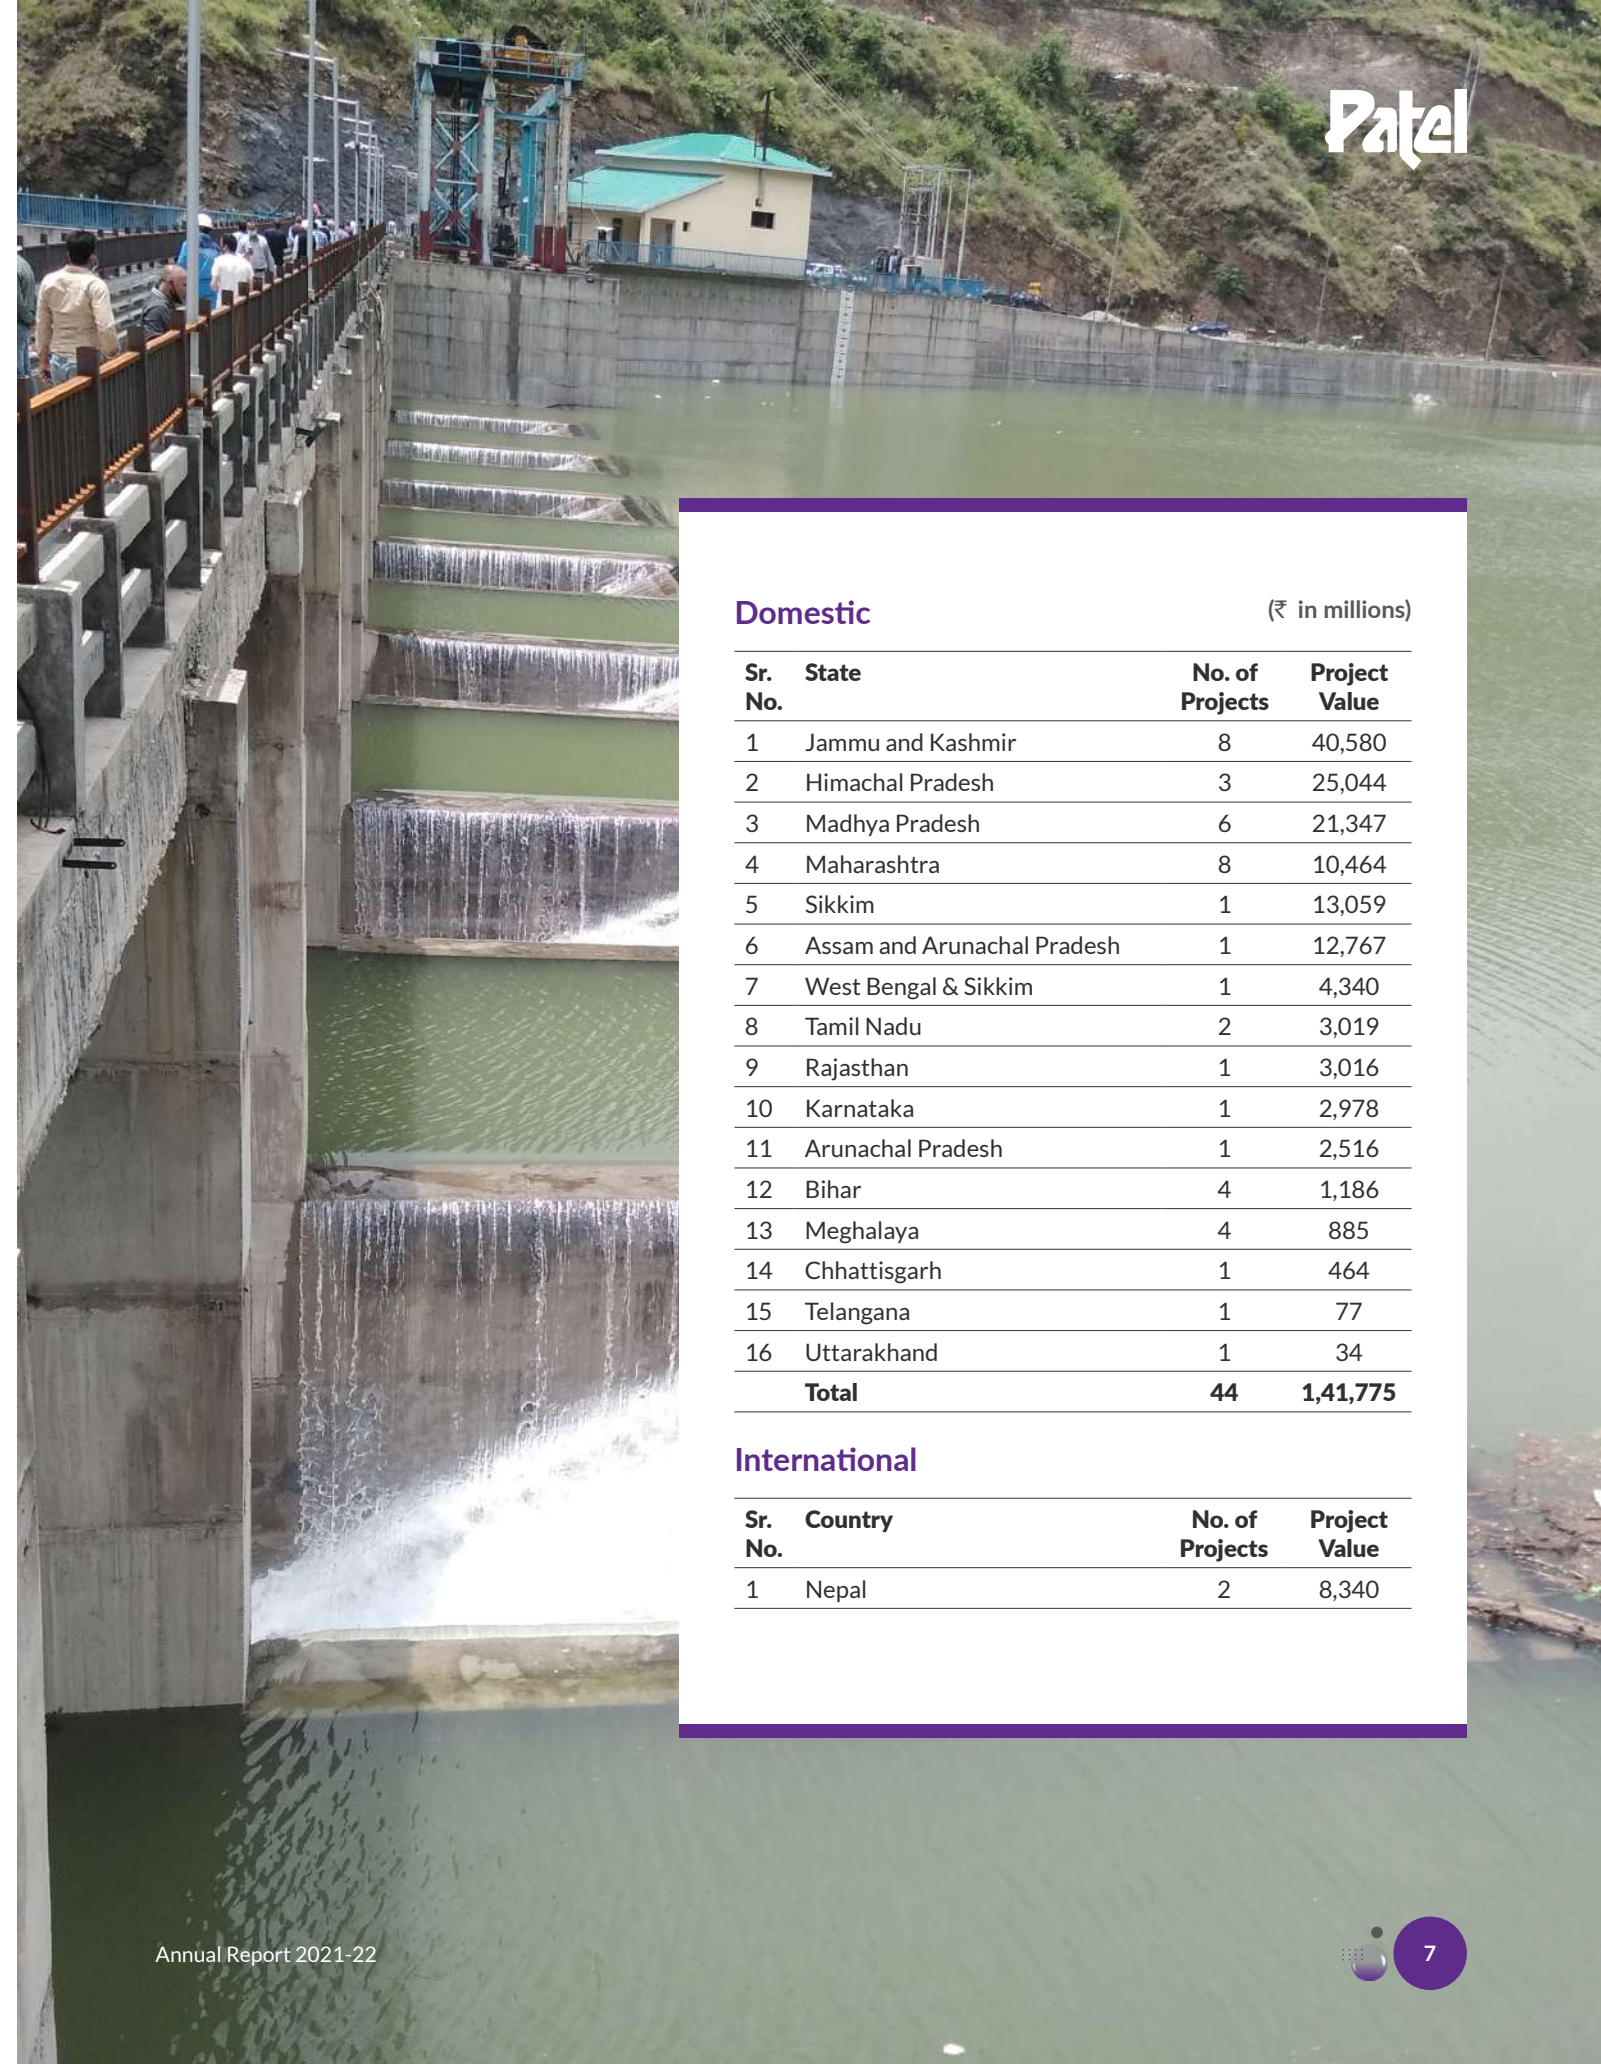 Patel
Domestic (₹ in millions)
Sr. No. State No. of Projects Project Value
1 Jammu and Kashmir 8 40,580
2 Himachal Pradesh 3 25,044
3 Madhya Pradesh 6 21,347
4 Maharashtra 8 10,464
5 Sikkim 1 13,059
6 Assam and Arunachal Pradesh 1 12,767
7 West Bengal & Sikkim 1 4,340
8 Tamil Nadu 2 3,019
9 Rajasthan 1 3,016
10 Karnataka 1 2,978
11 Arunachal Pradesh 1 2,516
12 Bihar 4 1,186
13 Meghalaya 4 885
14 Chhattisgarh 1 464
15 Telangana 1 77
16 Uttarakhand 1 34
Total 44 1,41,775
International
Sr. No. Country No. of Projects Project Value
1 Nepal 2 8,340
Annual Report 2021-22
7